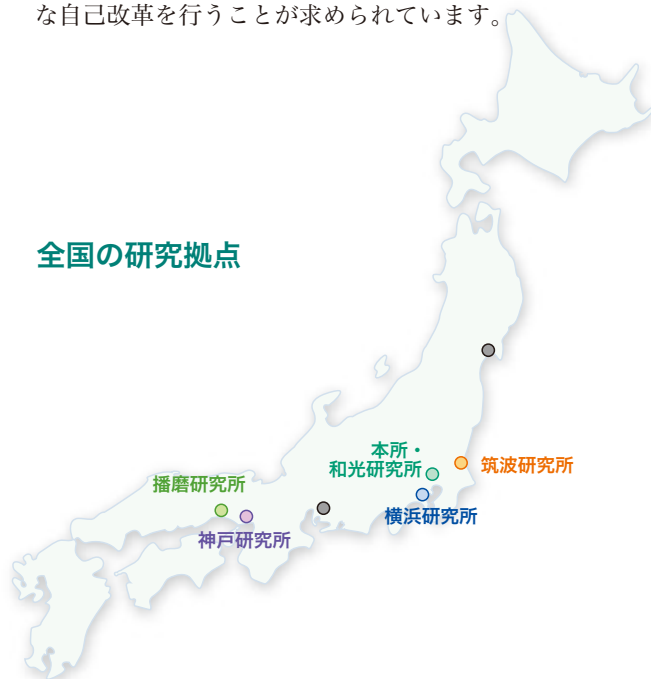 な自己改革を行うことが求められています。
全国の研究拠点
本所・
和光研究所
筑波研究所
播磨研究所
横浜研究所
神戸研究所